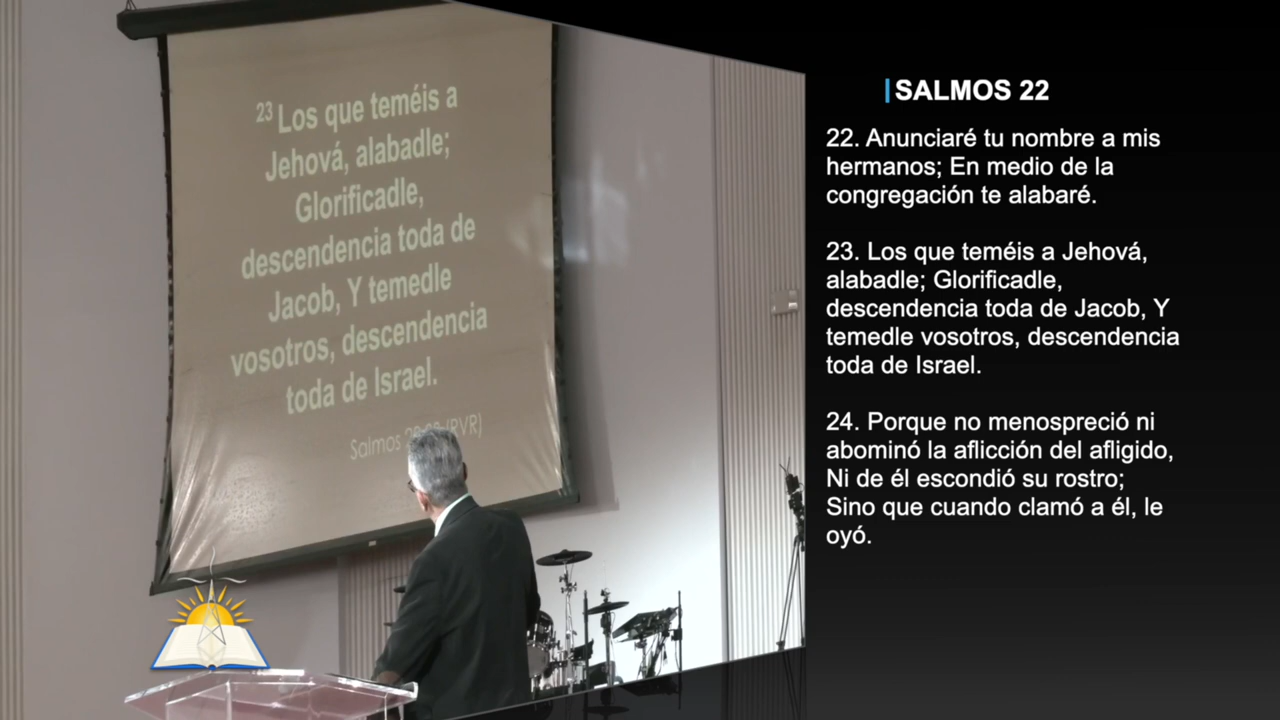 23 Los que teméis a
Jehová, alabadle;
Glorificadle,
descendencia toda de
Jacob, Y temedle
vosotros, descendencia
toda de Israel.
Salmos (RVR)
SALMOS 22
22. Anunciaré tu nombre a mis
hermanos; En medio de la
congregación te alabaré.
23. Los que teméis a Jehová,
alabadle; Glorificadle,
descendencia toda de Jacob, Y
temedle vosotros, descendencia
toda de Israel.
24. Porque no menospreció ni
abominó la aflicción del afligido,
Ni de él escondió su rostro;
Sino que cuando clamó a él, le
oyó.